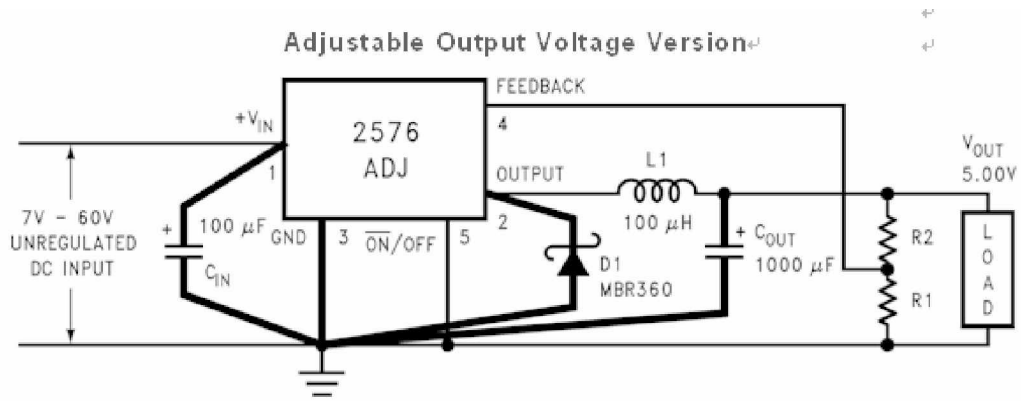 Adjustable Output Voltage Version↵
↵
↵
FEEDBACK
+VIN
4
2576
ADJ
1
OUTPUT
L1
VOUT
5.00V
7V – 60V
UNREGULATED
DC INPUT
+
100 μF
CIN
GND
3
ON/OFF
5
2
100 μH
D1
MBR360
+
COUT
1000 μF
R2
R1
LOAD